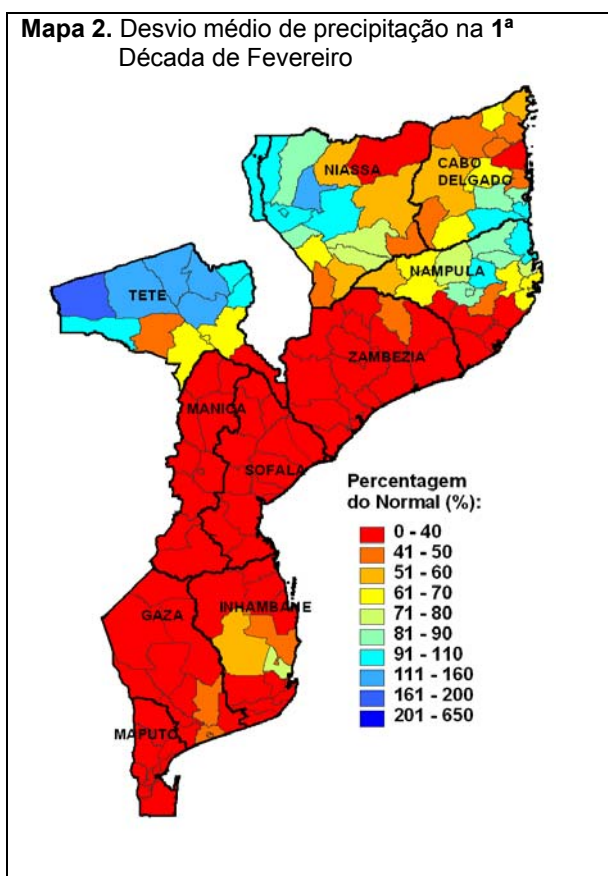 Mapa 2. Desvio médio de precipitação na 1ª
Década de Fevereiro
NIASSA
CABO
DELGADO
NAMPULA
TETE
ZAMBEZIA
MANICA
SOFALA
Percentagem
do Normal (%):
0 - 40
41 - 50
51 - 60
61 - 70
71 - 80
81 - 90
91 - 110
111 - 160
161 - 200
201 - 650
GAZA
INHAMBANE
MAPUTO